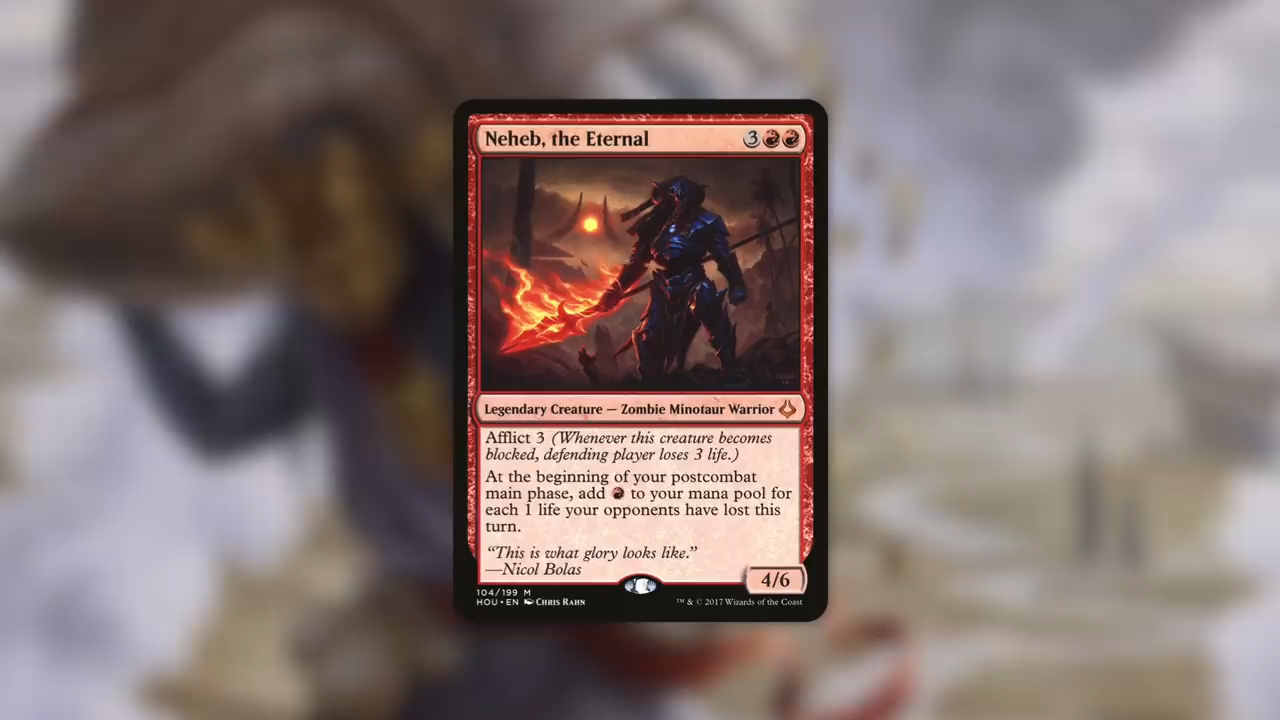 Neheb, the Eternal 3
Legendary Creature — Zombie Minotaur Warrior
Afflict 3 (Whenever this creature becomes
blocked, defending player loses 3 life.)
At the beginning of your postcombat
main phase, add to your mana pool for
each 1 life your opponents have lost this
turn.
“This is what glory looks like.”
—Nicol Bolas
4/6
104/199 M
HOU • EN Chris Rahn
™ & © 2017 Wizards of the Coast